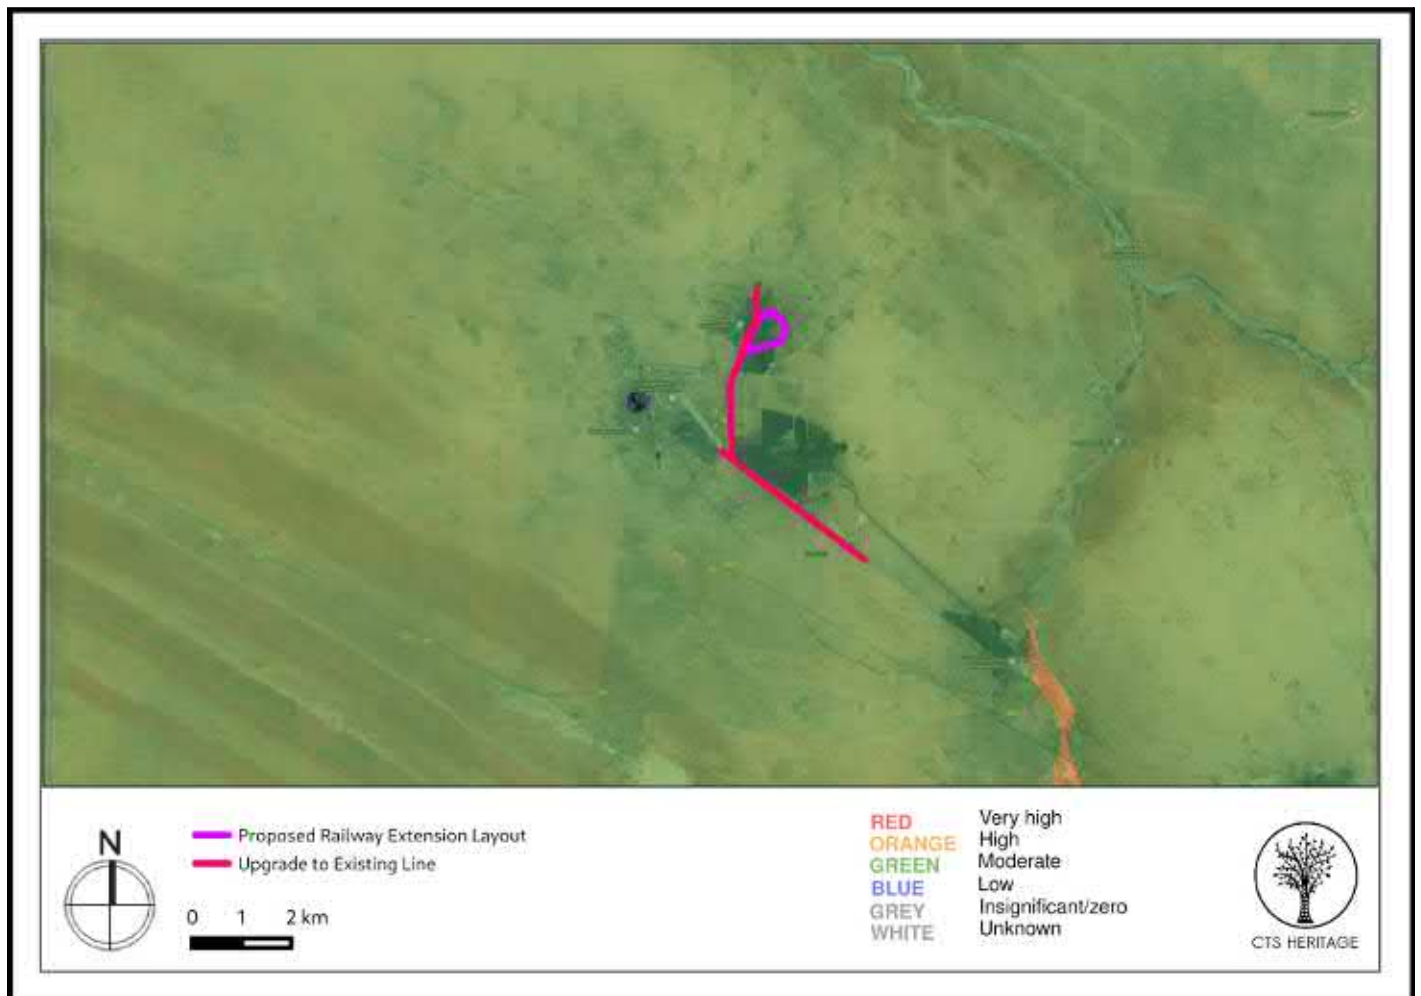 N
Proposed Railway Extension Layout
Upgrade to Existing Line
0 1 2 km
RED Very high
ORANGE High
GREEN Moderate
BLUE Low
GREY Insignificant/zero
WHITE Unknown
CTS HERITAGE